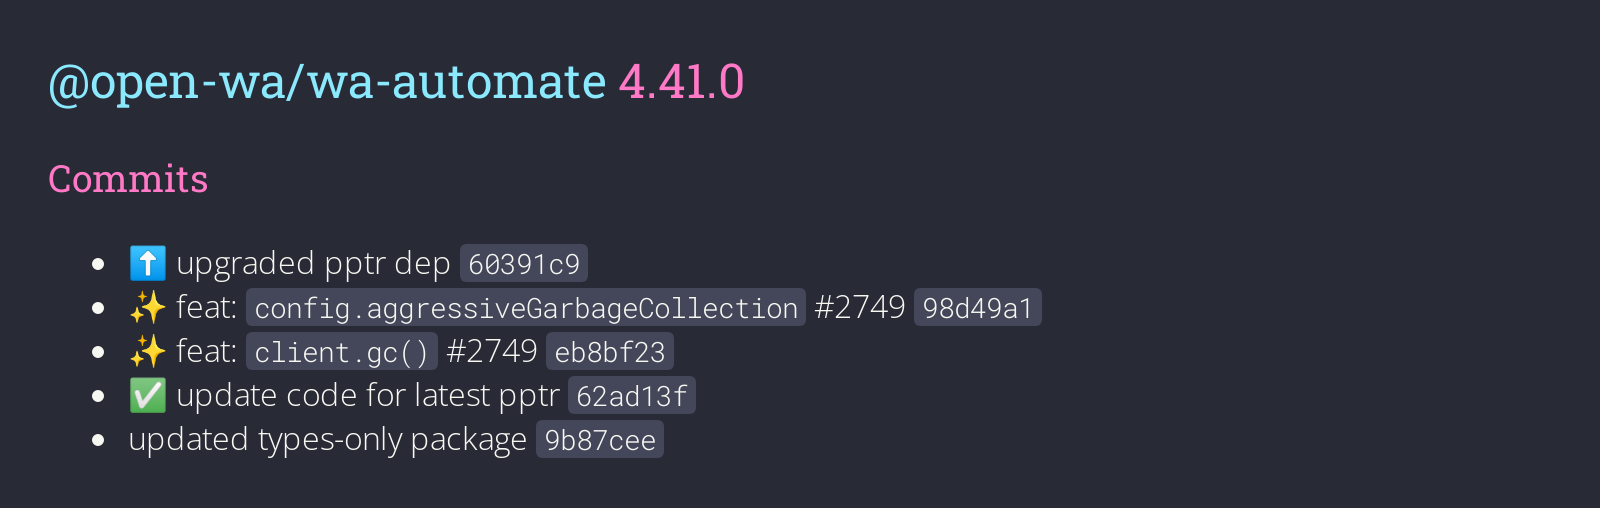 @open-wa/wa-automate 4.41.0
Commits
⬆️ upgraded pptr dep 60391c9
✨ feat: config.aggressiveGarbageCollection #2749 98d49a1
✨ feat: client.gc() #2749 eb8bf23
✅ update code for latest pptr 62ad13f
updated types-only package 9b87cee